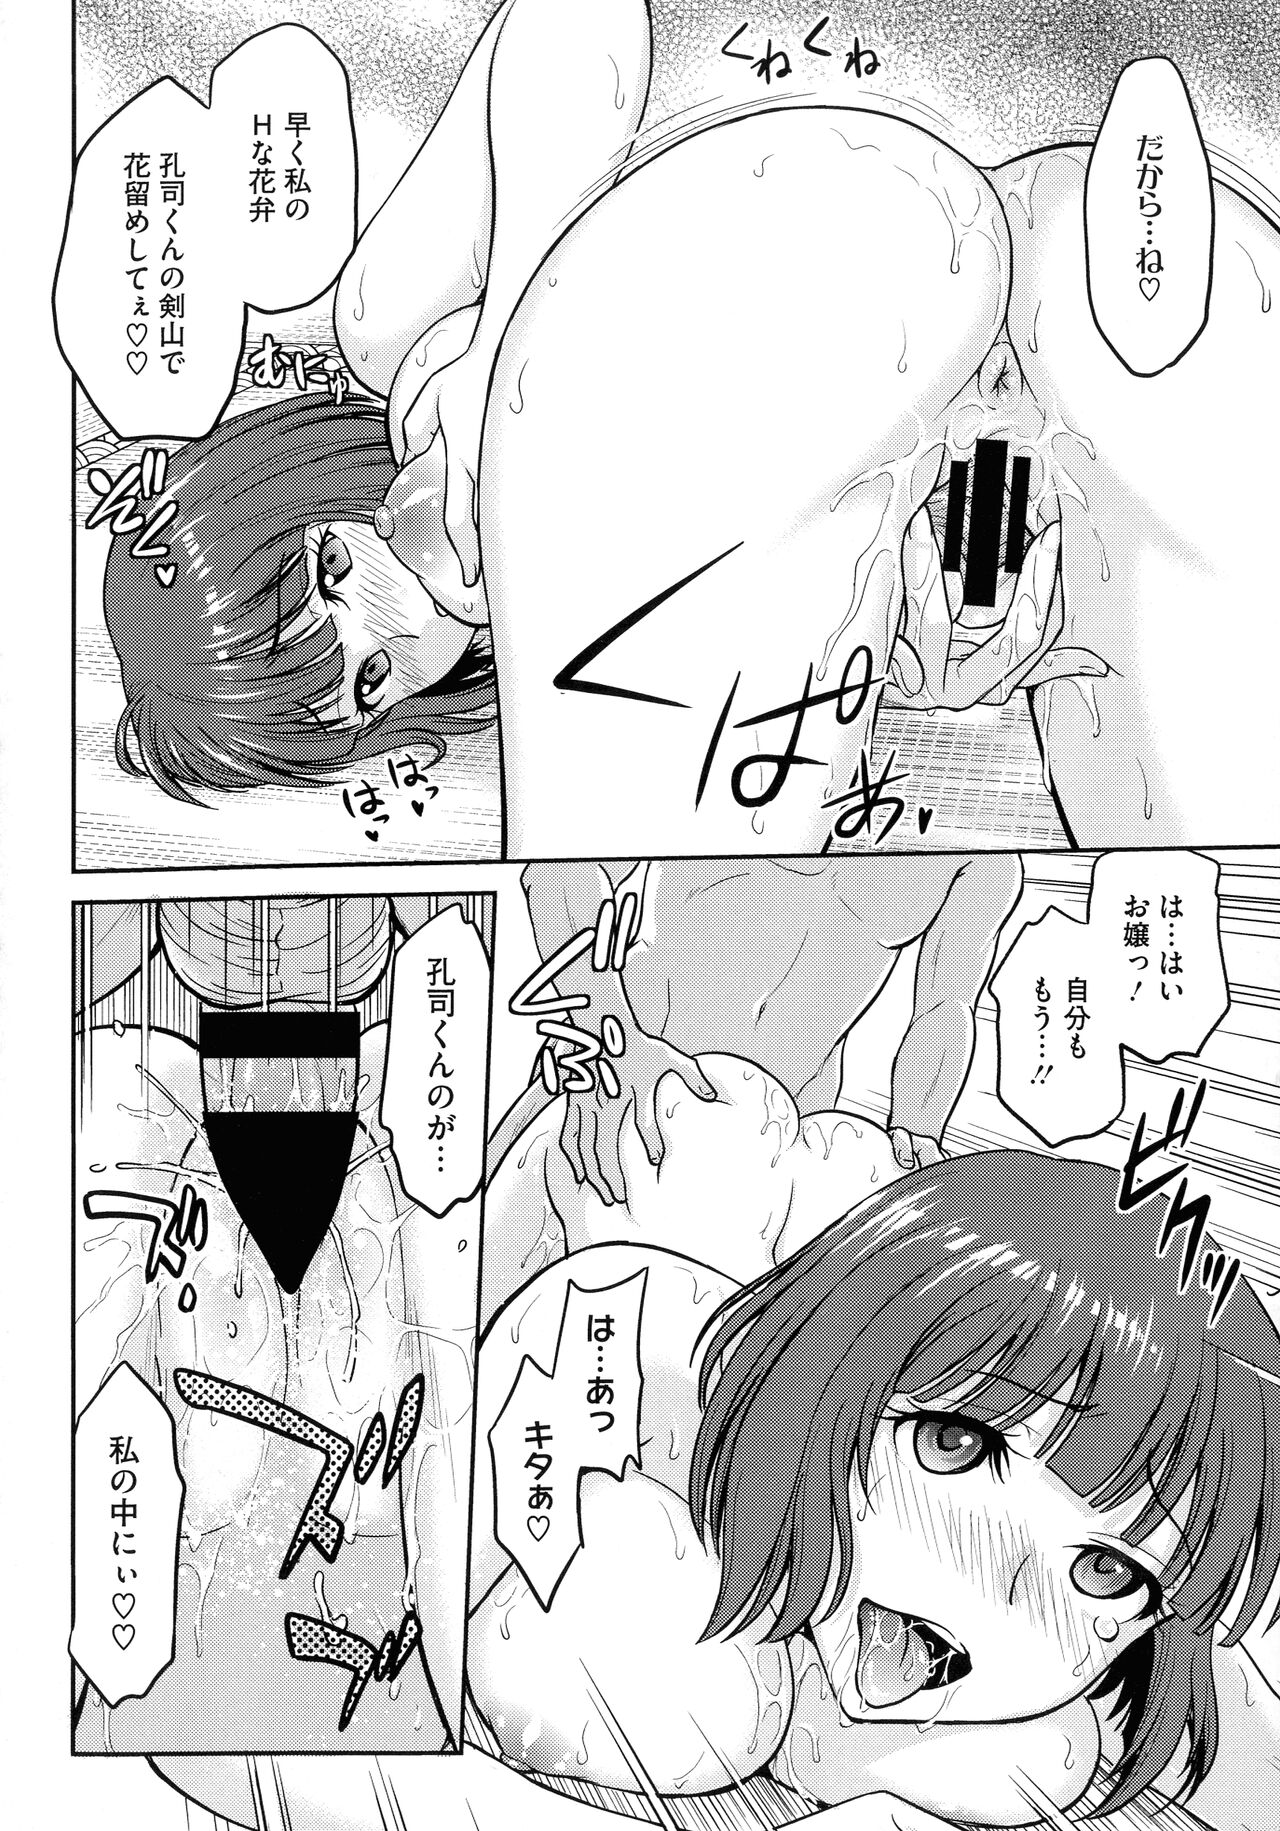 くねくね
だから…ね♡
早く私の
Hな花弁
孔司くんの剣山で
花留めしてぇ♡♡
むにゅ
ぞくっ♥
はっ♥
はっ♥
くぱぁ♥
は…はい
お嬢っ!
自分も
もう…!!
ぐぶ
ビクッ
は…あっ
キタぁ♡
孔司くんのが…
私の中にぃ♡♡